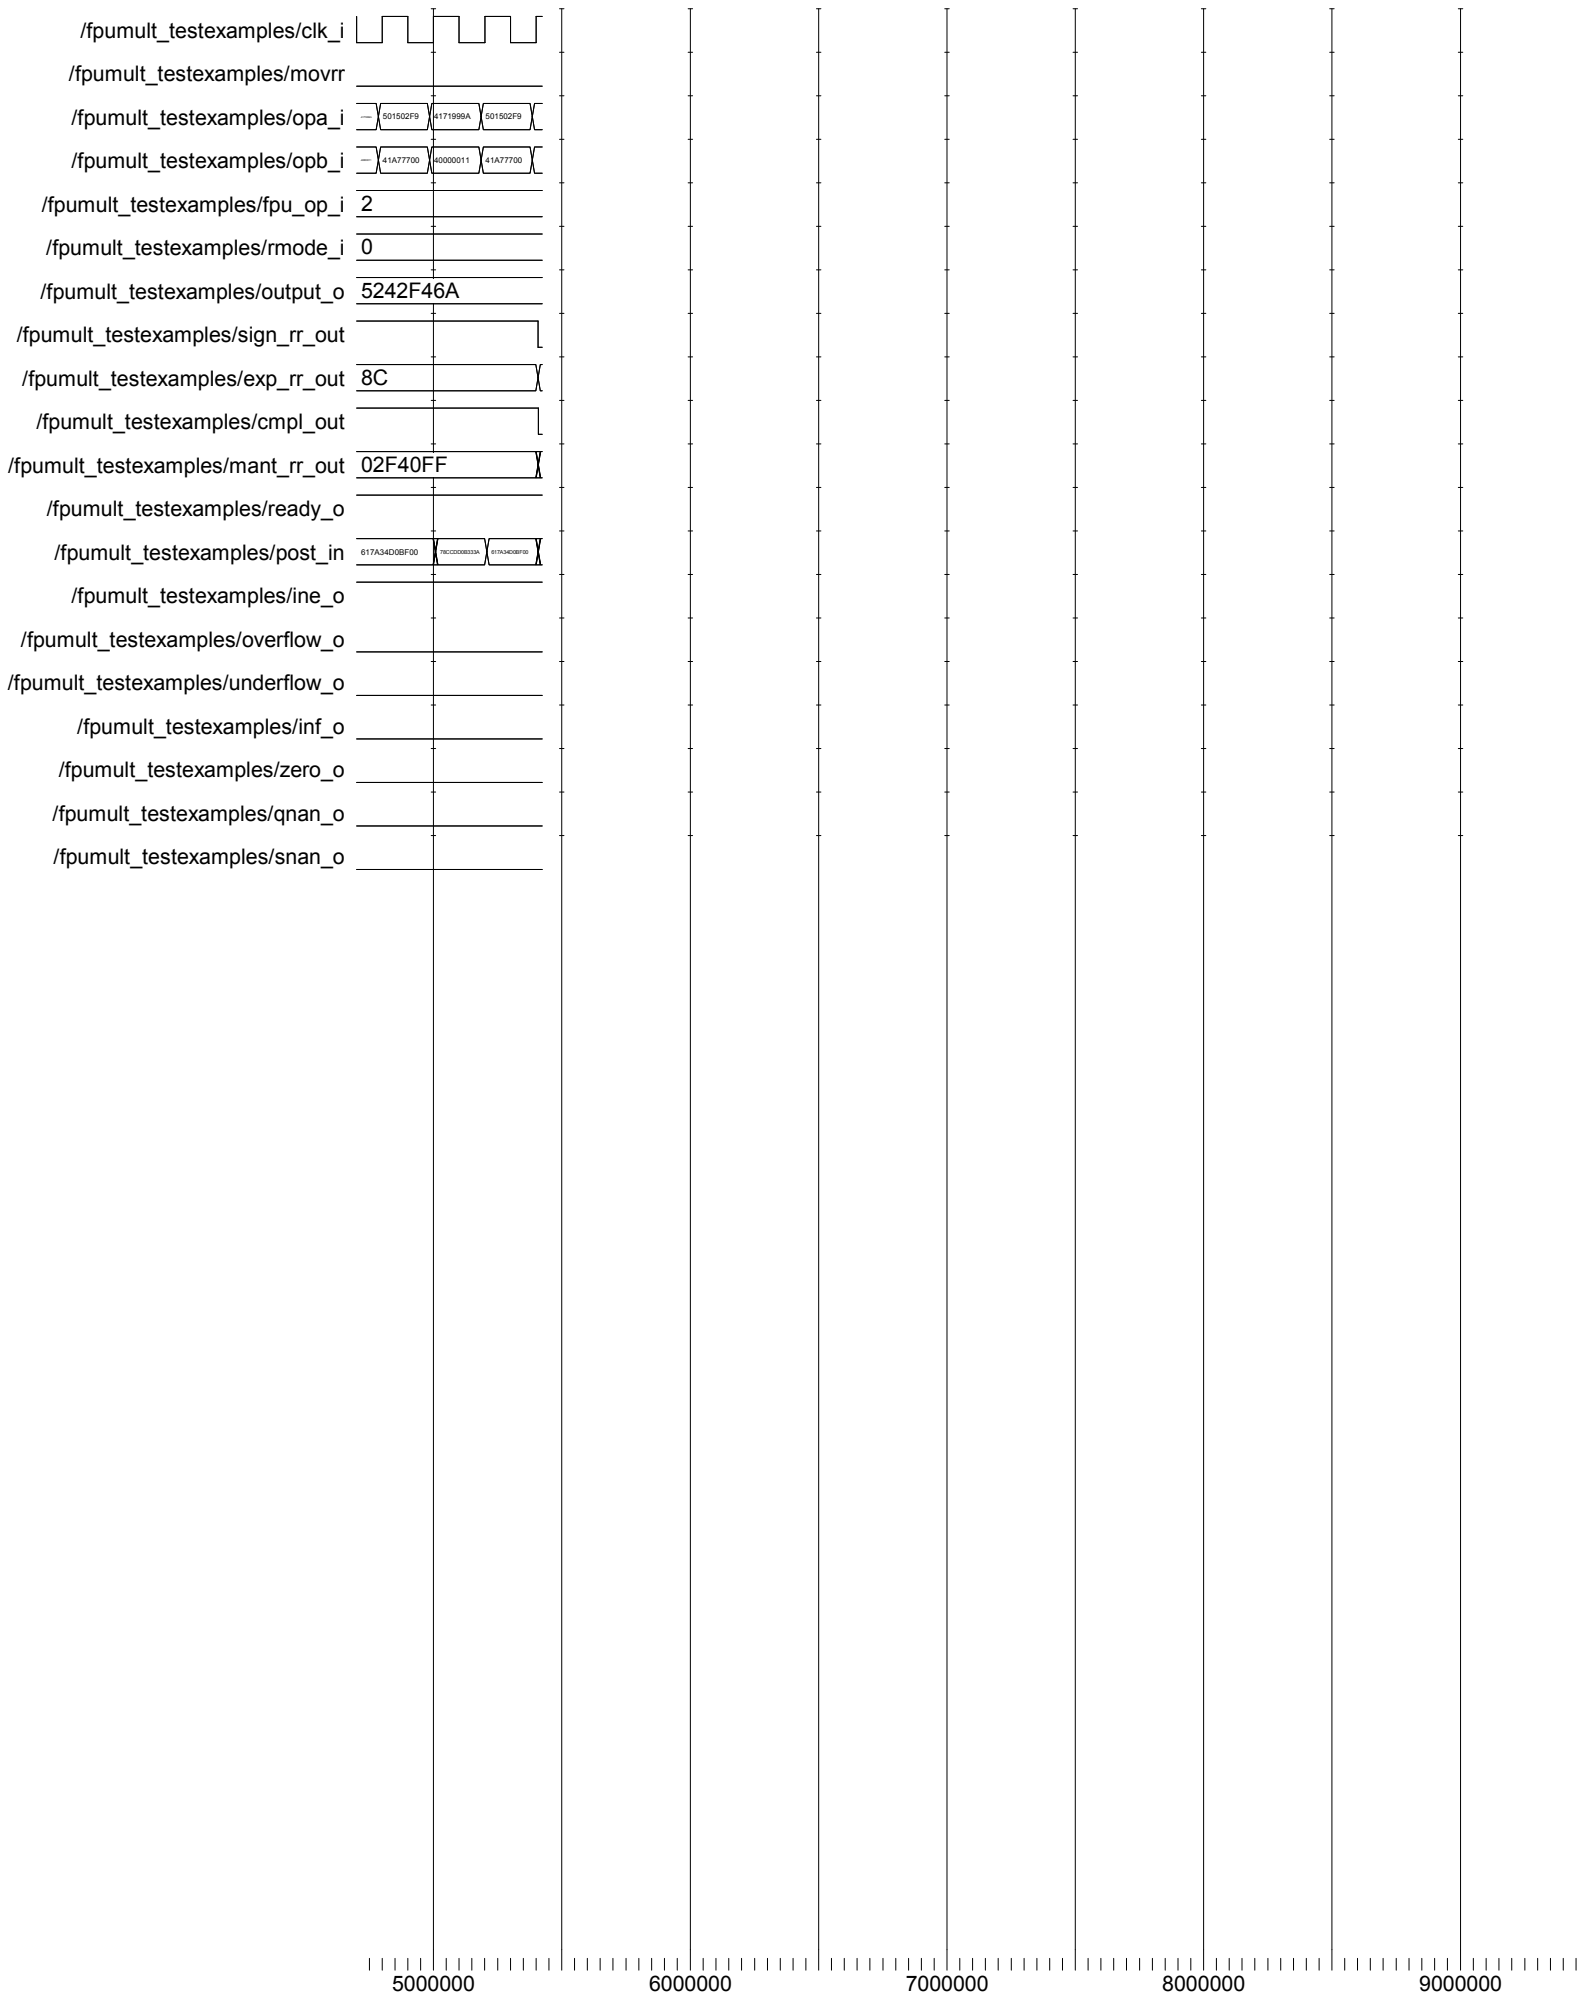 /fpumult_testexamples/clk_i
/fpumult_testexamples/movrr
/fpumult_testexamples/opa_i 501502F9 4171999A 501502F9
/fpumult_testexamples/opb_i 41A77700 40000011 41A77700
/fpumult_testexamples/fpu_op_i 2
/fpumult_testexamples/rmode_i 0
/fpumult_testexamples/output_o 5242F46A
/fpumult_testexamples/sign_rr_out
/fpumult_testexamples/exp_rr_out 8C
/fpumult_testexamples/cmpl_out
/fpumult_testexamples/mant_rr_out 02F40FF
/fpumult_testexamples/ready_o
/fpumult_testexamples/post_in 617A34D0BF00 617A34D0BF00
/fpumult_testexamples/ine_o
/fpumult_testexamples/overflow_o
/fpumult_testexamples/underflow_o
/fpumult_testexamples/inf_o
/fpumult_testexamples/zero_o
/fpumult_testexamples/qnan_o
/fpumult_testexamples/snan_o
5000000 6000000 7000000 8000000 9000000